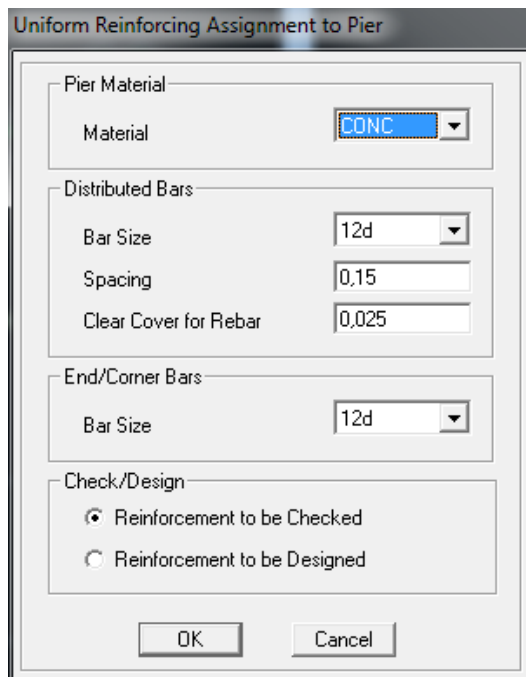 Uniform Reinforcing Assignment to Pier
Pier Material
Material CONC
Distributed Bars
Bar Size 12d
Spacing 0,15
Clear Cover for Rebar 0,025
End/Corner Bars
Bar Size 12d
Check/Design
Reinforcement to be Checked
Reinforcement to be Designed
OK Cancel